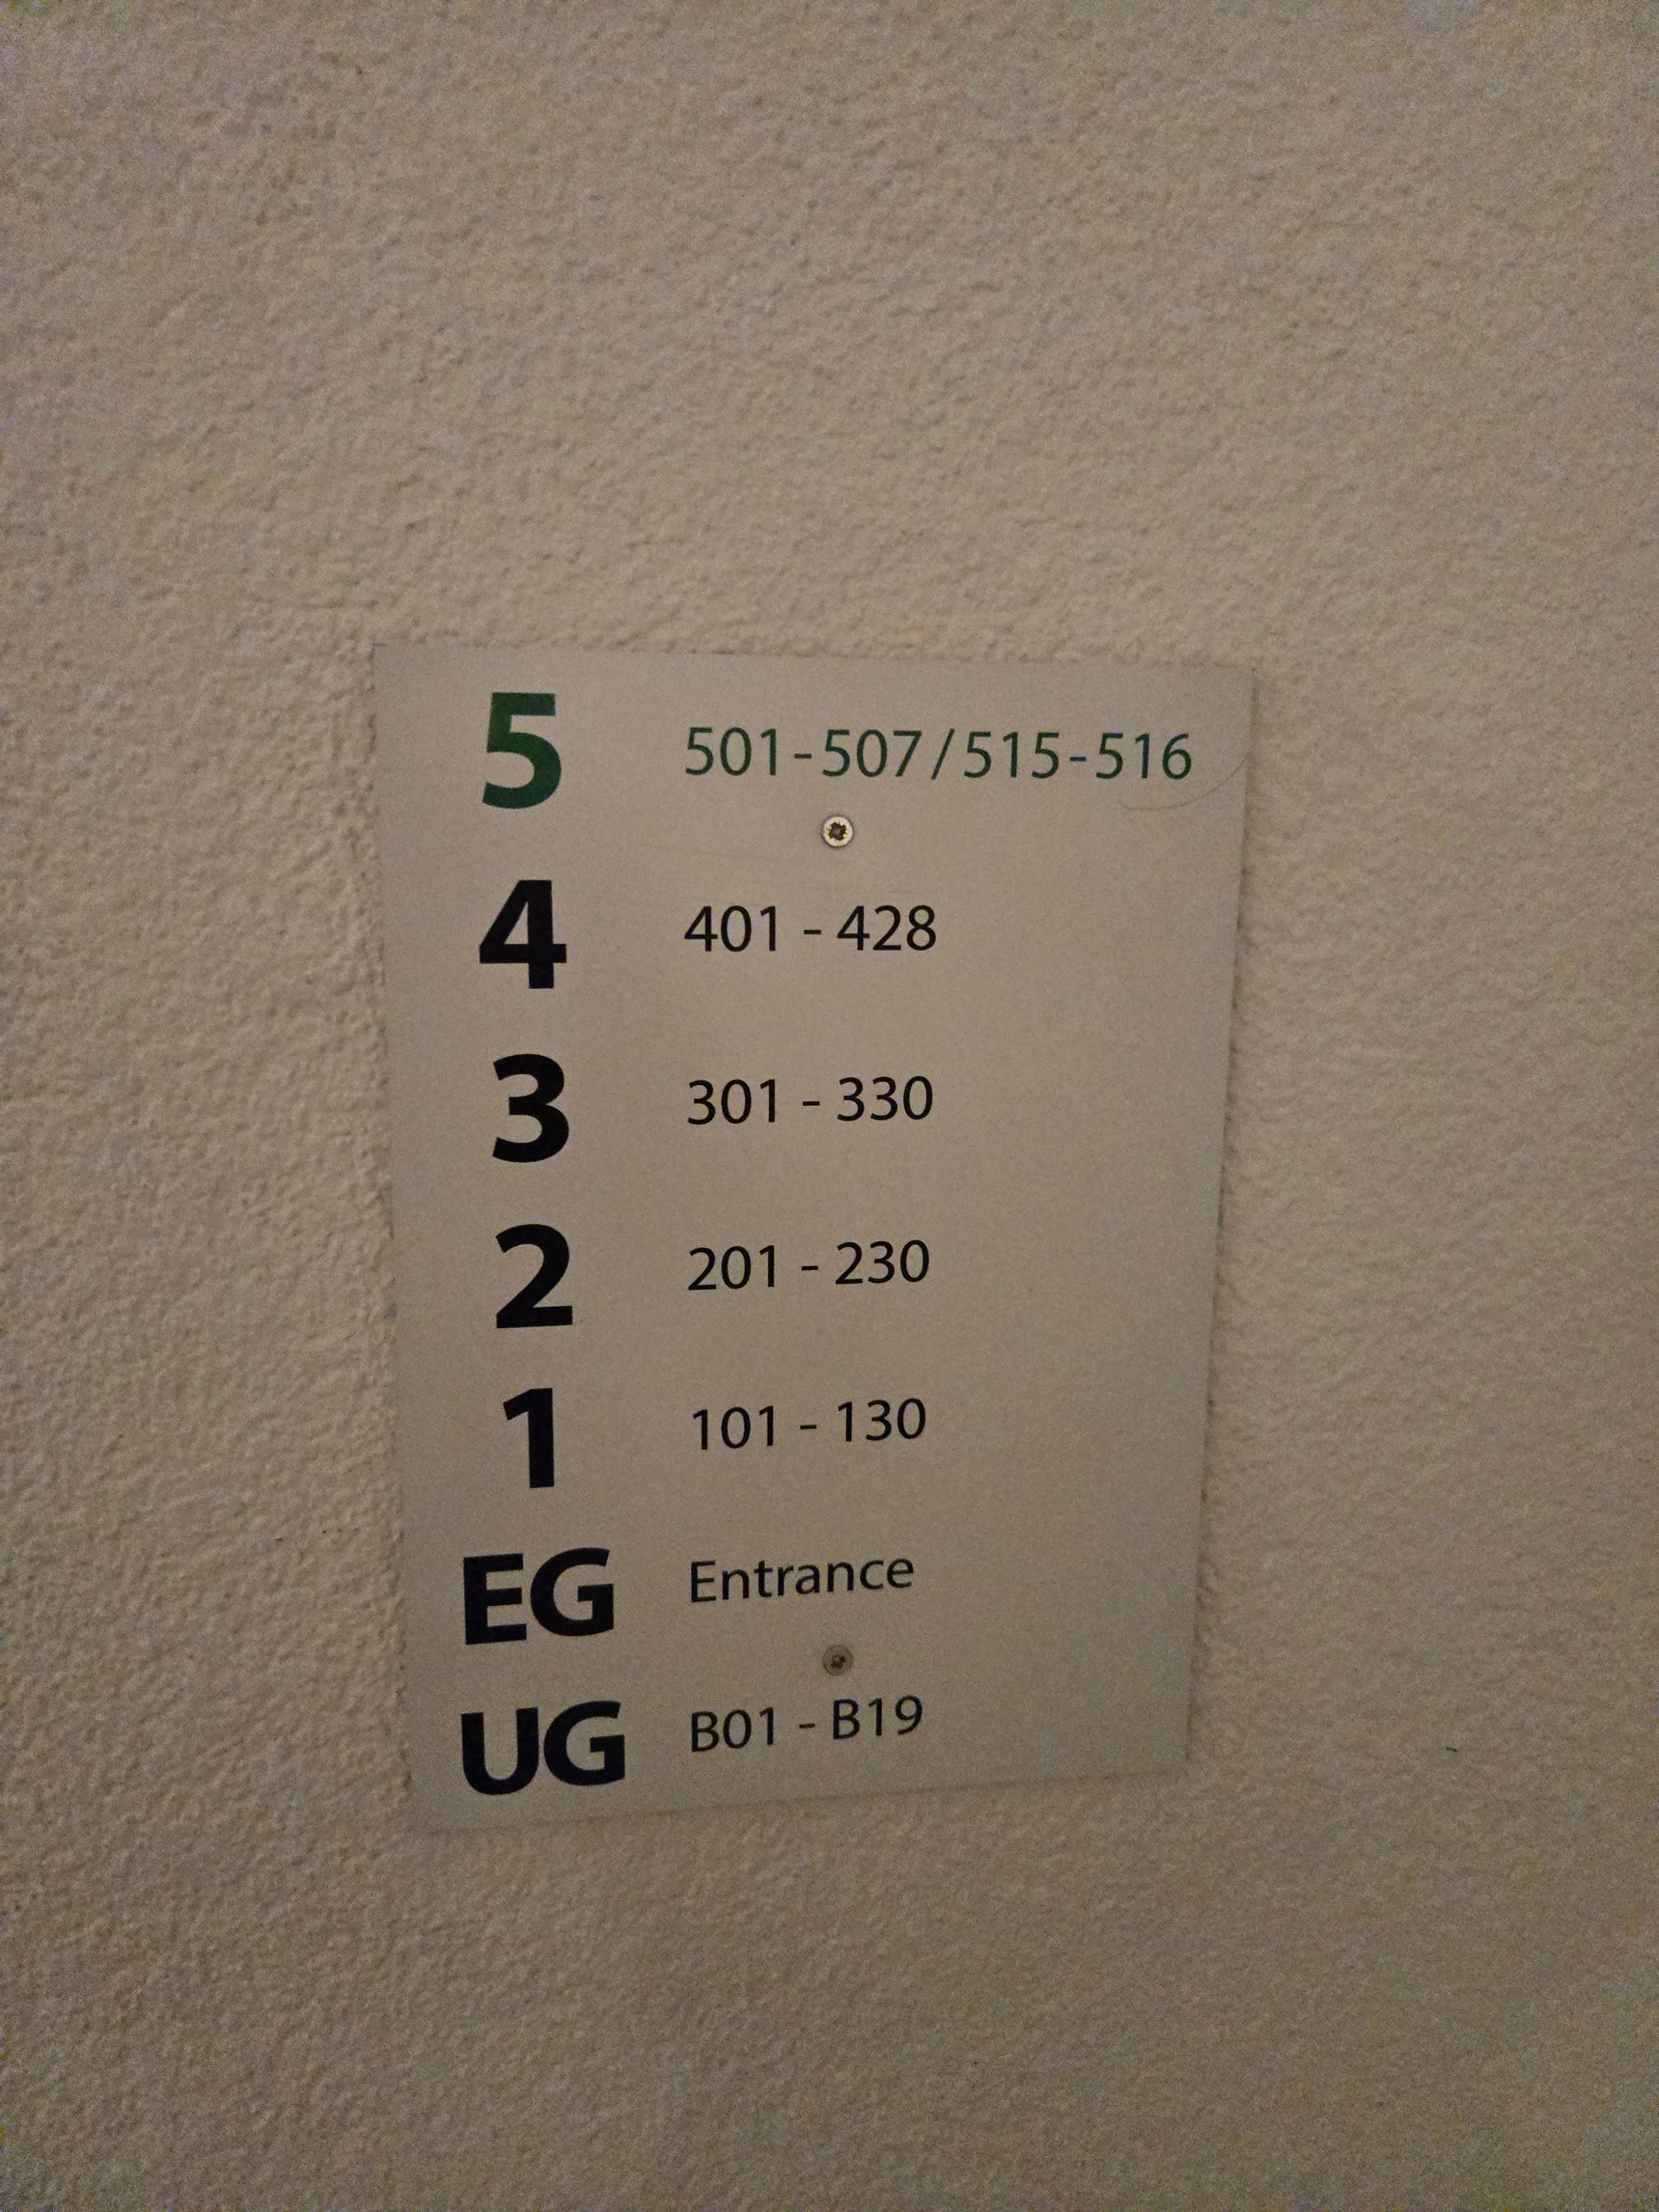 5 501-507/515-516
4 401 - 428
3 301 - 330
2 201 - 230
1 101 - 130
EG Entrance
UG B01 - B19